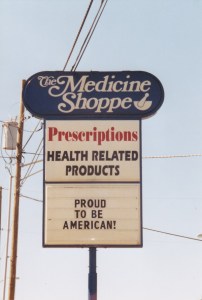 The Medicine
Shoppe
Prescriptions
HEALTH RELATED
PRODUCTS
PROUD
TO BE
AMERICAN!